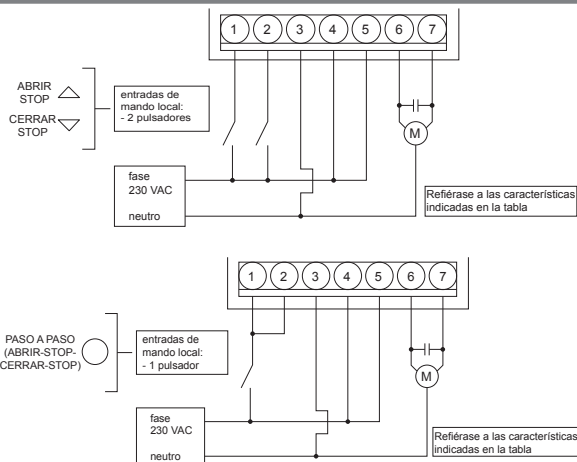 1 2 3 4 5 6 7
ABRIR
STOP
CERRAR
STOP
entradas de
mando local:
- 2 pulsadores
M
fase
230 VAC
neutro
Refiérase a las características
indicadas en la tabla
1 2 3 4 5 6 7
PASO A PASO
(ABRIR-STOP-
CERRAR-STOP)
entradas de
mando local:
- 1 pulsador
M
fase
230 VAC
neutro
Refiérase a las características
indicadas en la tabla